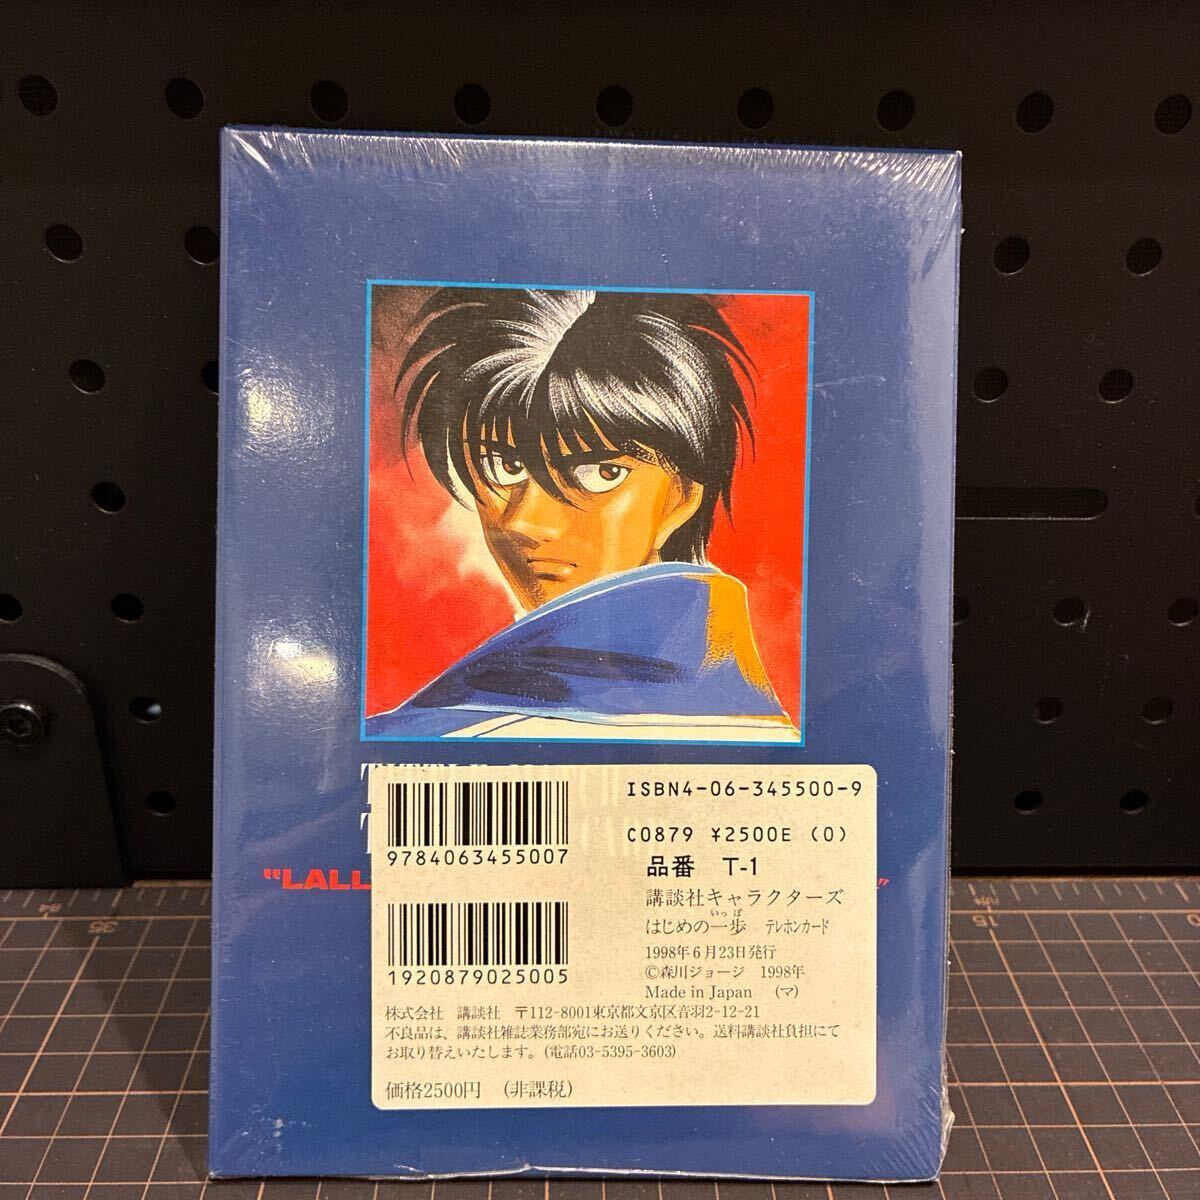 "LALL
"
ISBN4-06-345500-9
9784063455007
C0879 ¥2500E (0)
品番 T-1
講談社キャラクターズ
いっぽ
はじめの一歩 テレホンカード
1920879025005
1998年6月23日発行
©森川ジョージ 1998年
Made in Japan (マ)
株式会社 講談社 〒112-8001東京都文京区音羽2-12-21
不良品は、講談社雑誌業務部宛にお送りください。送料講談社負担にて
お取り替えいたします。(電話03-5395-3603)
価格2500円 (非課税)
35
15
10